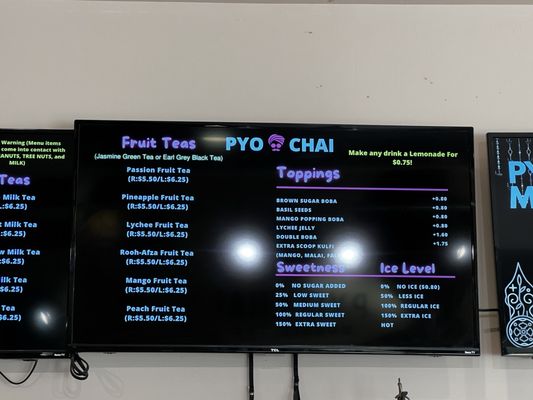 Warning (Menu items
come into contact with
EANUTS, TREE NUTS, and
MILK)
Teas
Milk Tea
$6.25)
t Milk Tea
$6.25)
w Milk Tea
$6.25)
ilk Tea
$6.25)
Tea
$6.25)
Fruit Teas
(Jasmine Green Tea or Earl Grey Black Tea)
Passion Fruit Tea
(R:$5.50/L:$6.25)
Pineapple Fruit Tea
(R:$5.50/L:$6.25)
Lychee Fruit Tea
(R:$5.50/L:$6.25)
Rooh-Afza Fruit Tea
(R:$5.50/L:$6.25)
Mango Fruit Tea
(R:$5.50/L:$6.25)
Peach Fruit Tea
(R:$5.50/L:$6.25)
PYO CHAI
Make any drink a Lemonade For
$0.75!
Toppings
BROWN SUGAR BOBA +0.80
BASIL SEEDS +0.80
MANGO POPPING BOBA +0.80
LYCHEE JELLY +0.80
DOUBLE BOBA +1.60
EXTRA SCOOP KULFI +1.75
(MANGO, MALAI,
Sweetness
0% NO SUGAR ADDED
25% LOW SWEET
50% MEDIUM SWEET
100% REGULAR SWEET
150% EXTRA SWEET
Ice Level
0% NO ICE ($0.80)
50% LESS ICE
100% REGULAR ICE
150% EXTRA ICE
HOT
TCL
Roku TV
PY
M